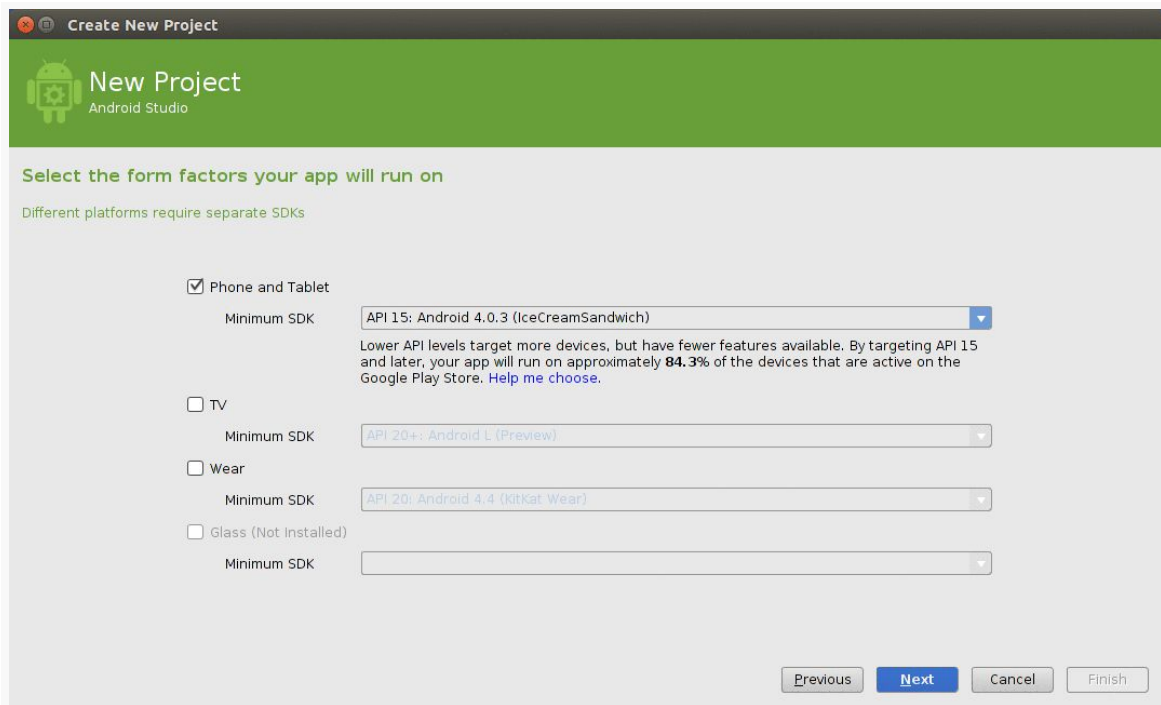 Create New Project
New Project
Android Studio
Select the form factors your app will run on
Different platforms require separate SDKs
Phone and Tablet
Minimum SDK
API 15: Android 4.0.3 (IceCreamSandwich)
Lower API levels target more devices, but have fewer features available. By targeting API 15
and later, your app will run on approximately 84.3% of the devices that are active on the
Google Play Store. Help me choose.
TV
Minimum SDK
API 20+: Android L (Preview)
Wear
Minimum SDK
API 20: Android 4.4 (KitKat Wear)
Glass (Not Installed)
Minimum SDK
Previous
Next
Cancel
Finish